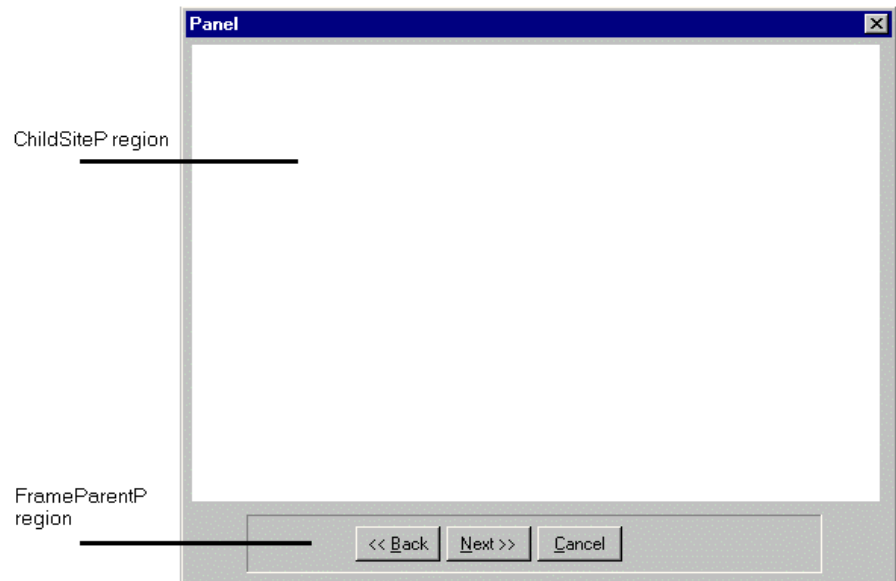 Panel
ChildSiteP region
FrameParentP
region
<< Back Next >> Cancel